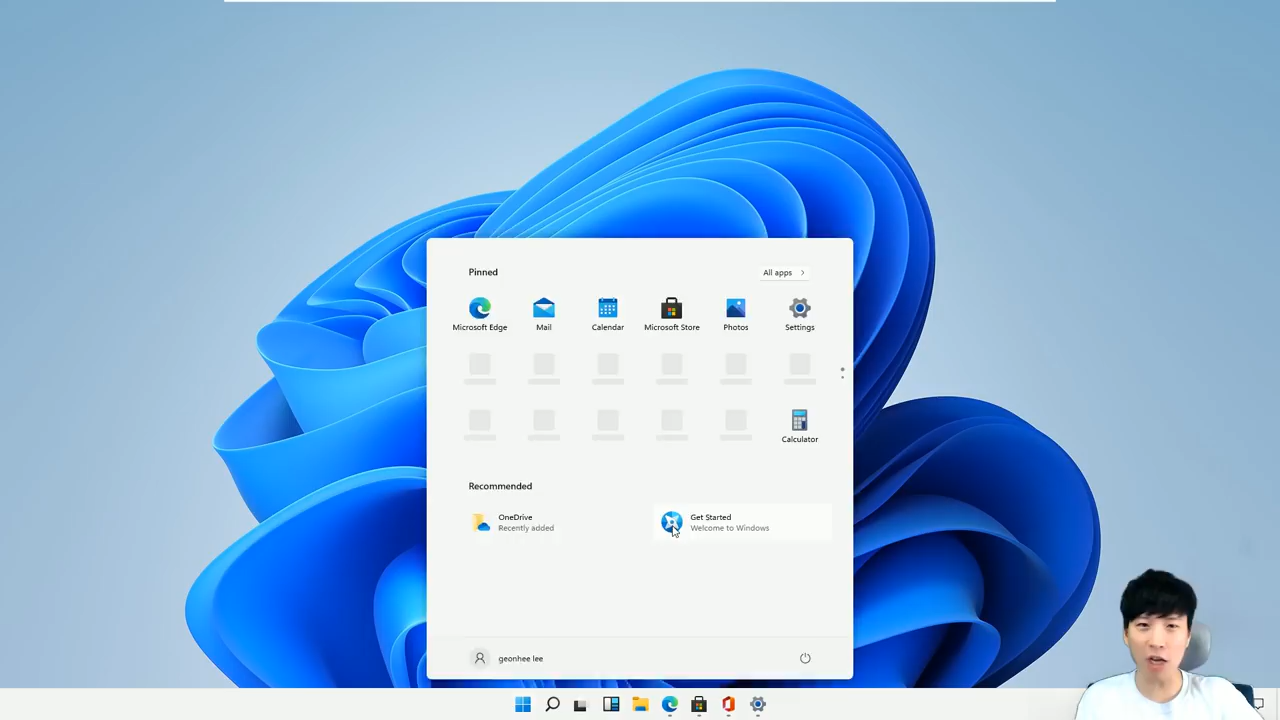 Pinned
All apps
Microsoft Edge
Mail
Calendar
Microsoft Store
Photos
Settings
Calculator
Recommended
OneDrive
Recently added
Get Started
Welcome to Windows
geonhee lee